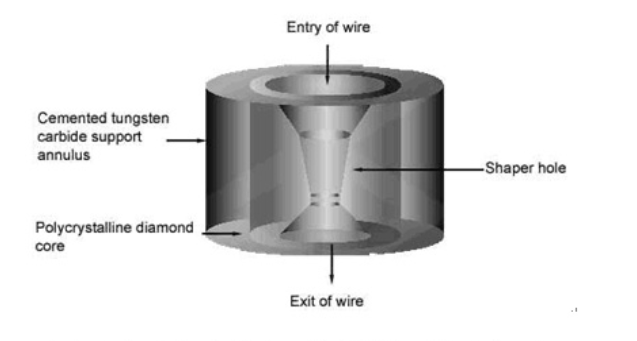 Entry of wire
Cemented tungsten
carbide support
annulus
Shaper hole
Polycrystalline diamond
core
Exit of wire